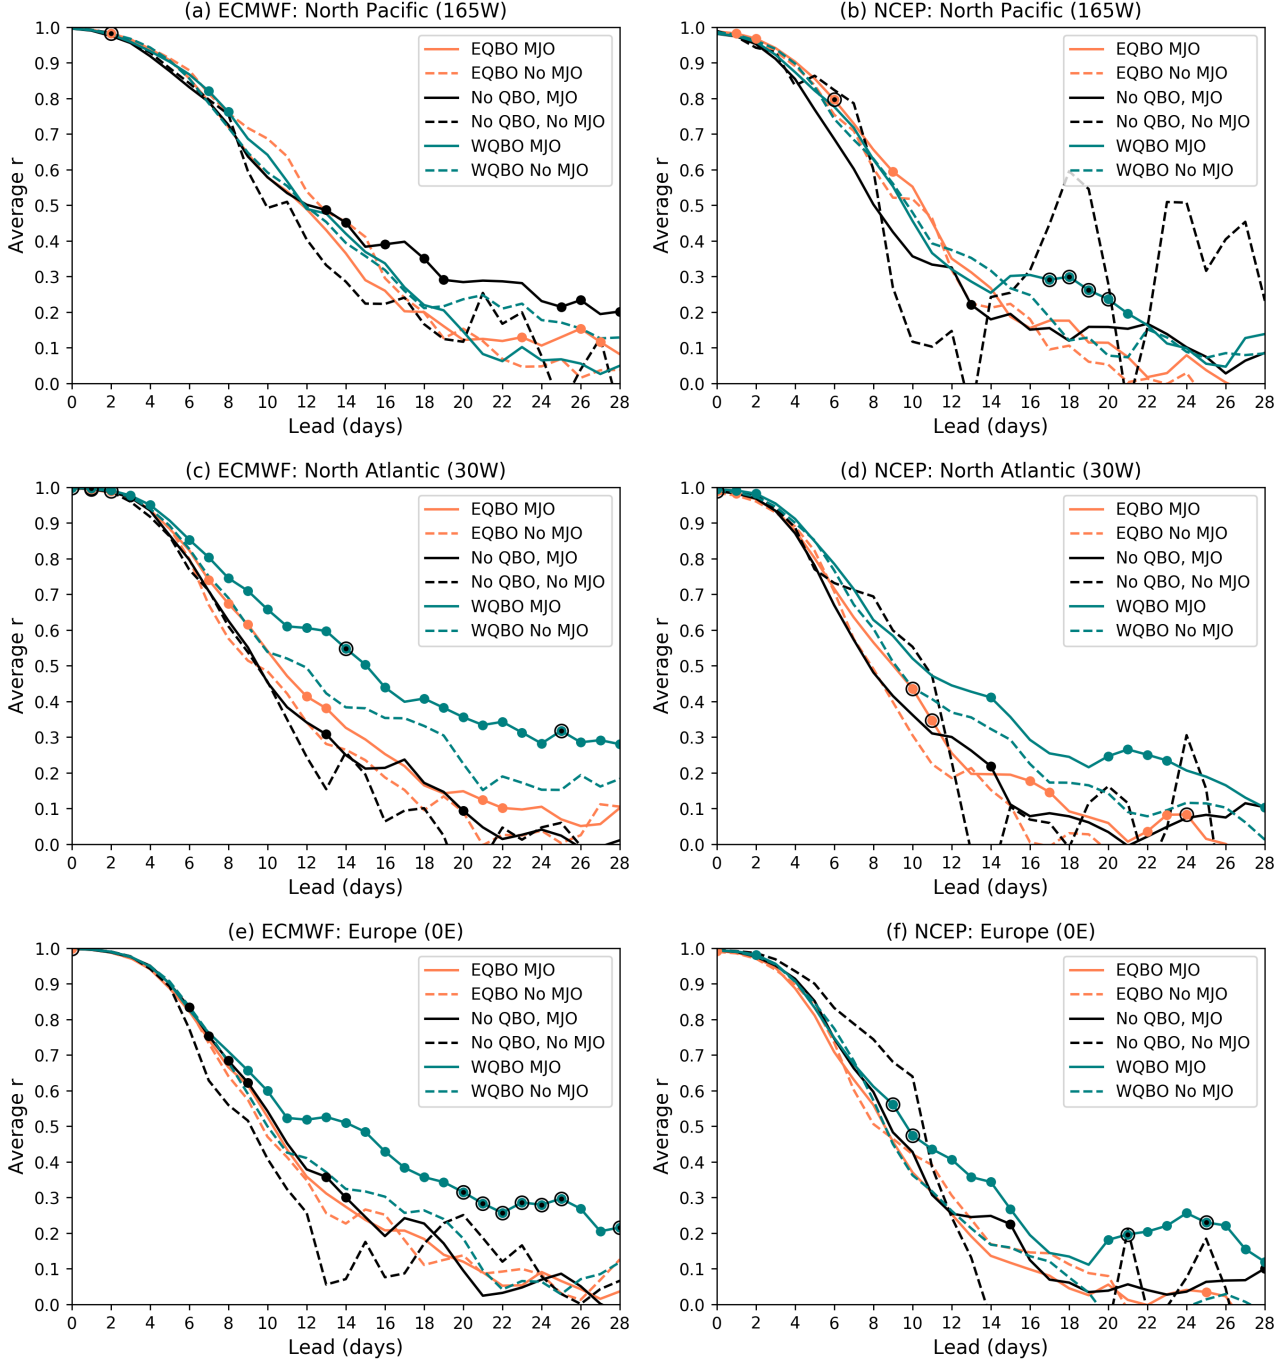 (a) ECMWF: North Pacific (165W)
1.0
0.9
0.8
0.7
0.6
0.5
0.4
0.3
0.2
0.1
0.0
Average r
EQBO MJO
EQBO No MJO
No QBO, MJO
No QBO, No MJO
WQBO MJO
WQBO No MJO
0 2 4 6 8 10 12 14 16 18 20 22 24 26 28
Lead (days)
(b) NCEP: North Pacific (165W)
1.0
0.9
0.8
0.7
0.6
0.5
0.4
0.3
0.2
0.1
0.0
Average r
EQBO MJO
EQBO No MJO
No QBO, MJO
No QBO, No MJO
WQBO MJO
WQBO No MJO
0 2 4 6 8 10 12 14 16 18 20 22 24 26 28
Lead (days)
(c) ECMWF: North Atlantic (30W)
1.0
0.9
0.8
0.7
0.6
0.5
0.4
0.3
0.2
0.1
0.0
Average r
EQBO MJO
EQBO No MJO
No QBO, MJO
No QBO, No MJO
WQBO MJO
WQBO No MJO
0 2 4 6 8 10 12 14 16 18 20 22 24 26 28
Lead (days)
(d) NCEP: North Atlantic (30W)
1.0
0.9
0.8
0.7
0.6
0.5
0.4
0.3
0.2
0.1
0.0
Average r
EQBO MJO
EQBO No MJO
No QBO, MJO
No QBO, No MJO
WQBO MJO
WQBO No MJO
0 2 4 6 8 10 12 14 16 18 20 22 24 26 28
Lead (days)
(e) ECMWF: Europe (0E)
1.0
0.9
0.8
0.7
0.6
0.5
0.4
0.3
0.2
0.1
0.0
Average r
EQBO MJO
EQBO No MJO
No QBO, MJO
No QBO, No MJO
WQBO MJO
WQBO No MJO
0 2 4 6 8 10 12 14 16 18 20 22 24 26 28
Lead (days)
(f) NCEP: Europe (0E)
1.0
0.9
0.8
0.7
0.6
0.5
0.4
0.3
0.2
0.1
0.0
Average r
EQBO MJO
EQBO No MJO
No QBO, MJO
No QBO, No MJO
WQBO MJO
WQBO No MJO
0 2 4 6 8 10 12 14 16 18 20 22 24 26 28
Lead (days)